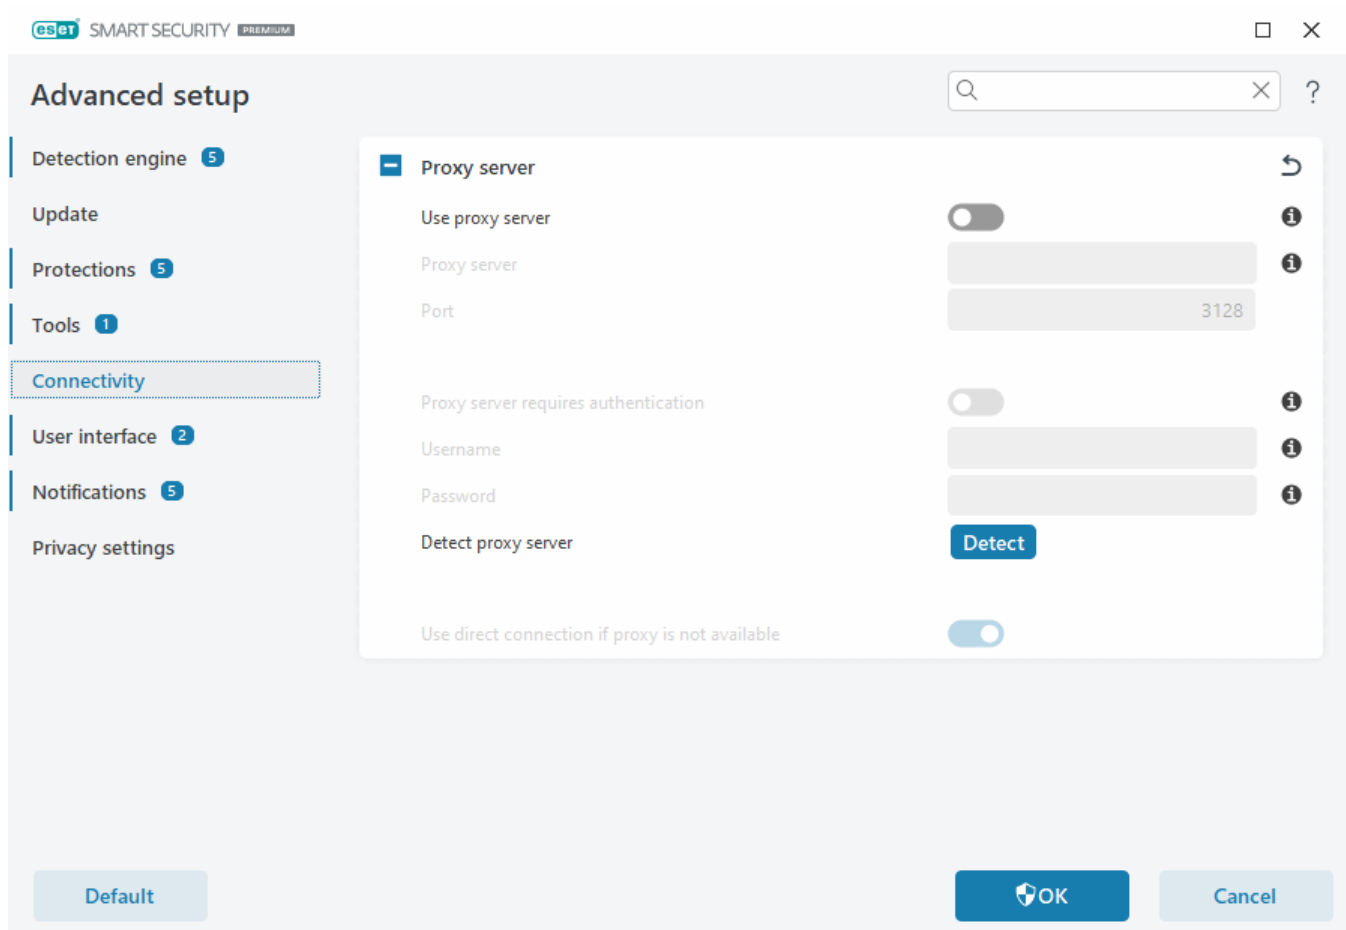 eset SMART SECURITY PREMIUM
Advanced setup
?
Detection engine 5
Update
Protections 5
Tools 1
Connectivity
User interface 2
Notifications 5
Privacy settings
Proxy server
Use proxy server
Proxy server
Port 3128
Proxy server requires authentication
Username
Password
Detect proxy server Detect
Use direct connection if proxy is not available
Default
OK
Cancel